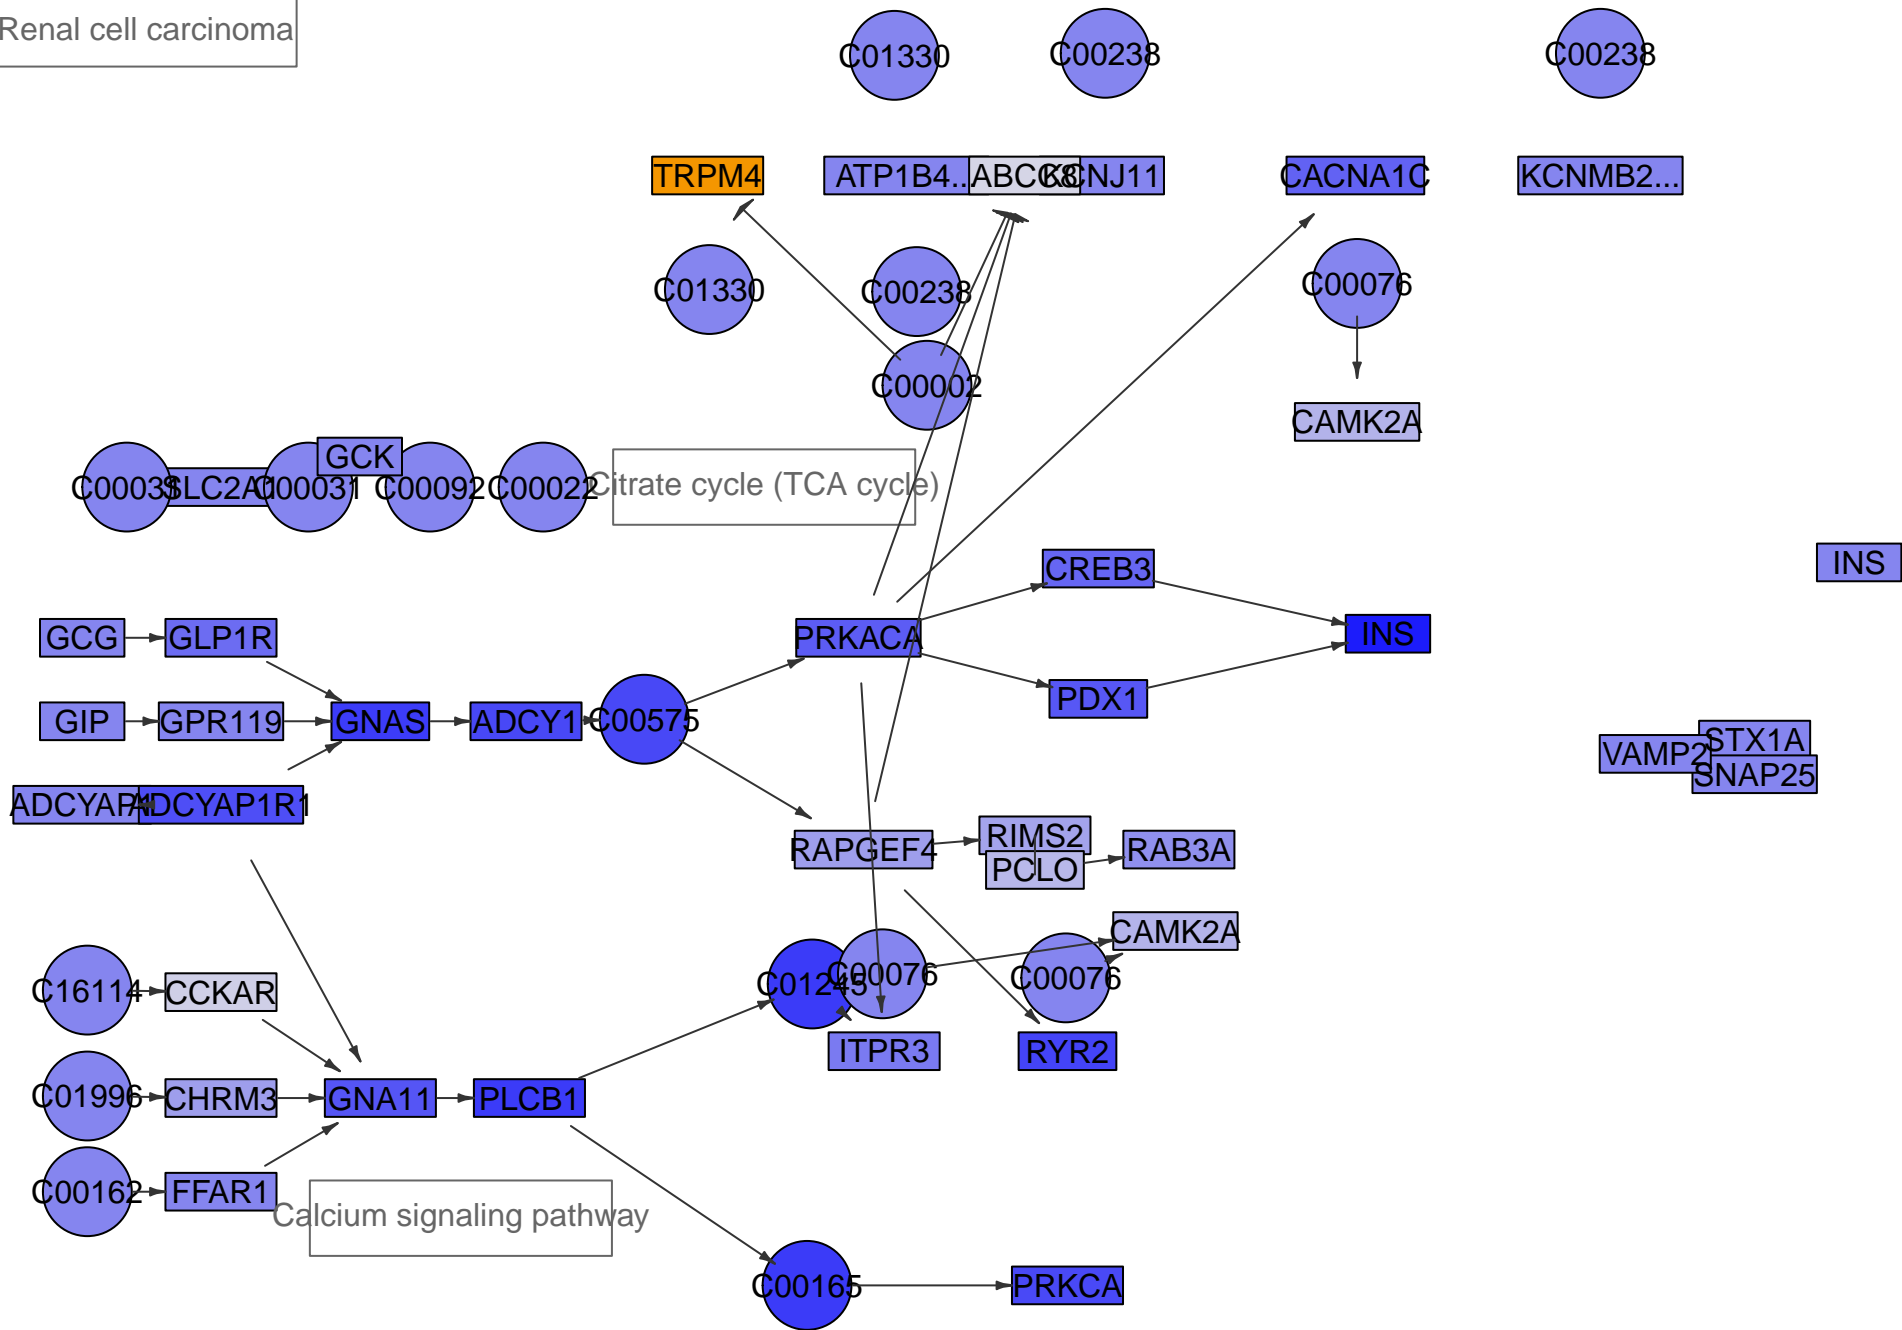 Renal cell carcinoma
C01330
C00238
C00238
TRPM4
ATP1B4...
ABCC8
KCNJ11
CACNA1C
KCNMB2...
C01330
C00238
C00076
C00002
CAMK2A
C00031
SLC2A1
C00031
GCK
C00092
C00022
Citrate cycle (TCA cycle)
CREB3
INS
GCG
GLP1R
PRKACA
INS
GIP
GPR119
GNAS
ADCY1
C00575
PDX1
VAMP2
STX1A
SNAP25
ADCYAP1
ADCYAP1R1
RAPGEF4
RIMS2
PCLO
RAB3A
CAMK2A
C16114
CCKAR
C01245
C00076
C00076
ITPR3
RYR2
C01996
CHRM3
GNA11
PLCB1
C00162
FFAR1
Calcium signaling pathway
C00165
PRKCA